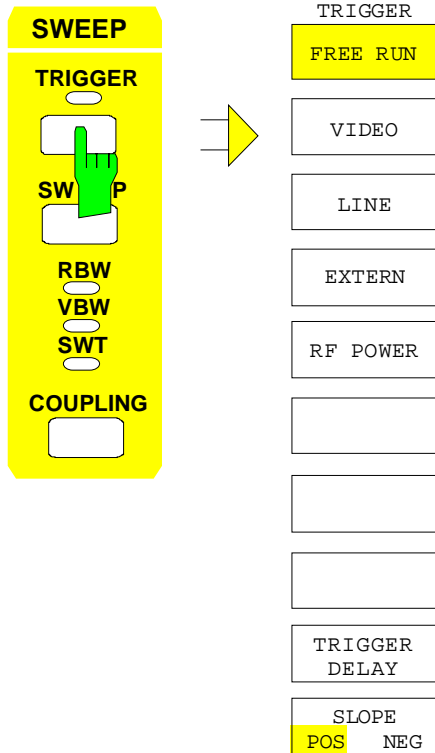 SWEEP
TRIGGER
SW P
RBW
VBW
SWT
COUPLING
TRIGGER
FREE RUN
VIDEO
LINE
EXTERN
RF POWER
TRIGGER
DELAY
SLOPE
POS NEG